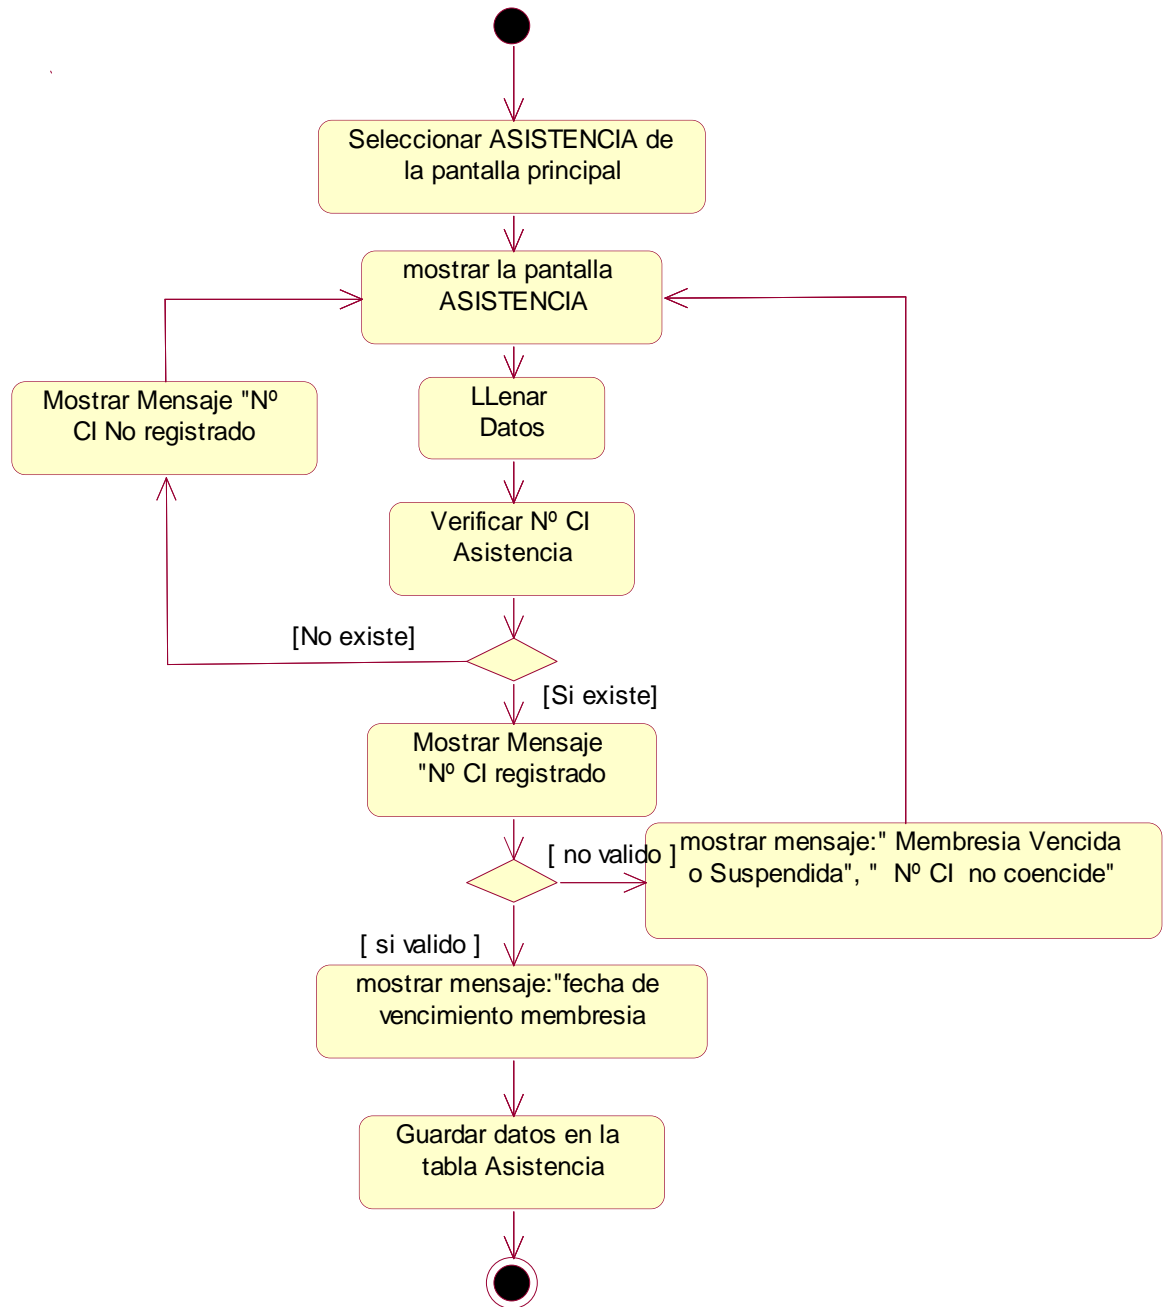 Seleccionar ASISTENCIA de
la pantalla principal
mostrar la pantalla
ASISTENCIA
Mostrar Mensaje "Nº
CI No registrado
LLenar
Datos
Verificar Nº CI
Asistencia
[No existe]
[Si existe]
Mostrar Mensaje
"Nº CI registrado
[ no valido ]
mostrar mensaje:" Membresia Vencida
o Suspendida", " Nº CI no coencide"
[ si valido ]
mostrar mensaje:"fecha de
vencimiento membresia
Guardar datos en la
tabla Asistencia